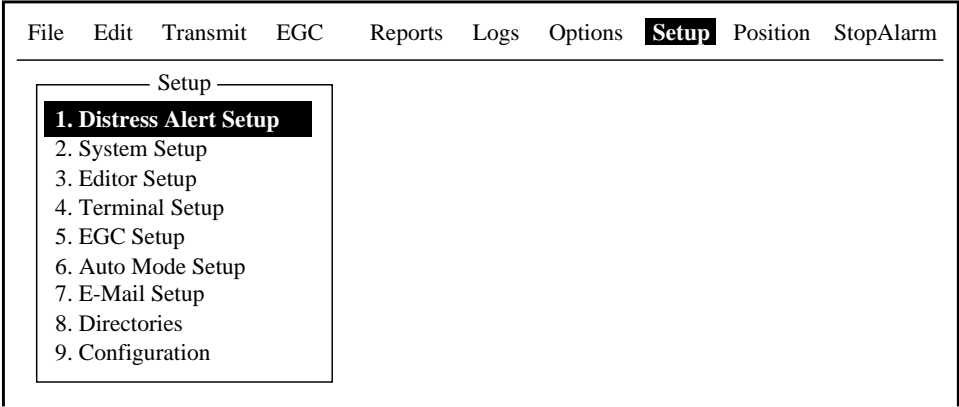 File Edit Transmit EGC Reports Logs Options Setup Position StopAlarm
Setup
1. Distress Alert Setup
2. System Setup
3. Editor Setup
4. Terminal Setup
5. EGC Setup
6. Auto Mode Setup
7. E-Mail Setup
8. Directories
9. Configuration